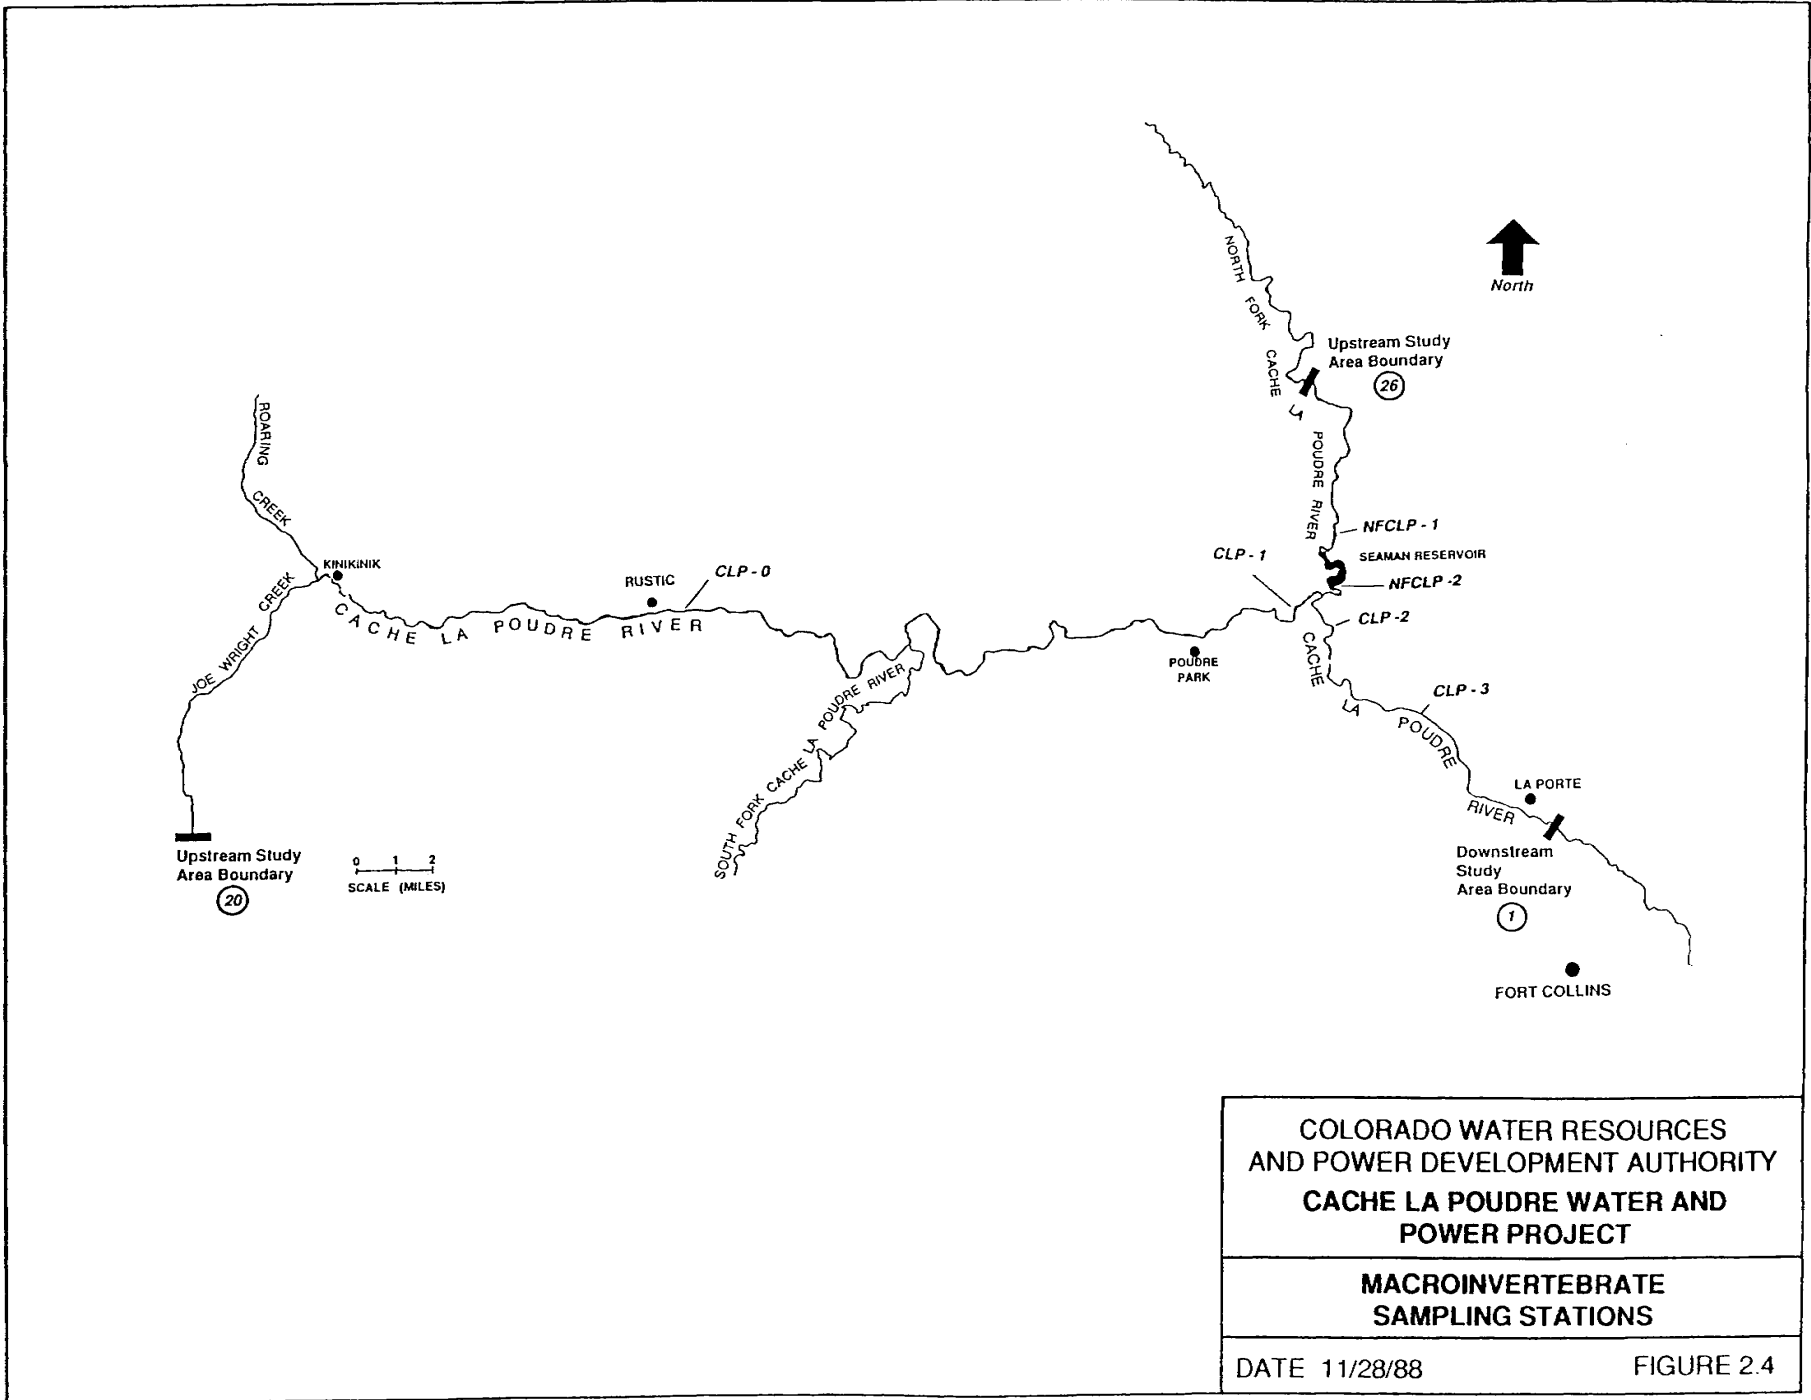 North
NORTH FORK CACHE LA POUDRE RIVER
Upstream Study
Area Boundary
26
ROARING CREEK
KINIKINIK
JOE WRIGHT CREEK
CACHE LA POUDRE RIVER
RUSTIC
CLP - 0
SOUTH FORK CACHE LA POUDRE RIVER
POUDRE
PARK
CLP - 1
NFCLP - 1
SEAMAN RESERVOIR
NFCLP -2
CLP -2
CACHE LA POUDRE RIVER
CLP - 3
LA PORTE
Upstream Study
Area Boundary
20
0 1 2
SCALE (MILES)
Downstream
Study
Area Boundary
1
FORT COLLINS
COLORADO WATER RESOURCES
AND POWER DEVELOPMENT AUTHORITY
CACHE LA POUDRE WATER AND
POWER PROJECT
MACROINVERTEBRATE
SAMPLING STATIONS
DATE 11/28/88 FIGURE 2.4